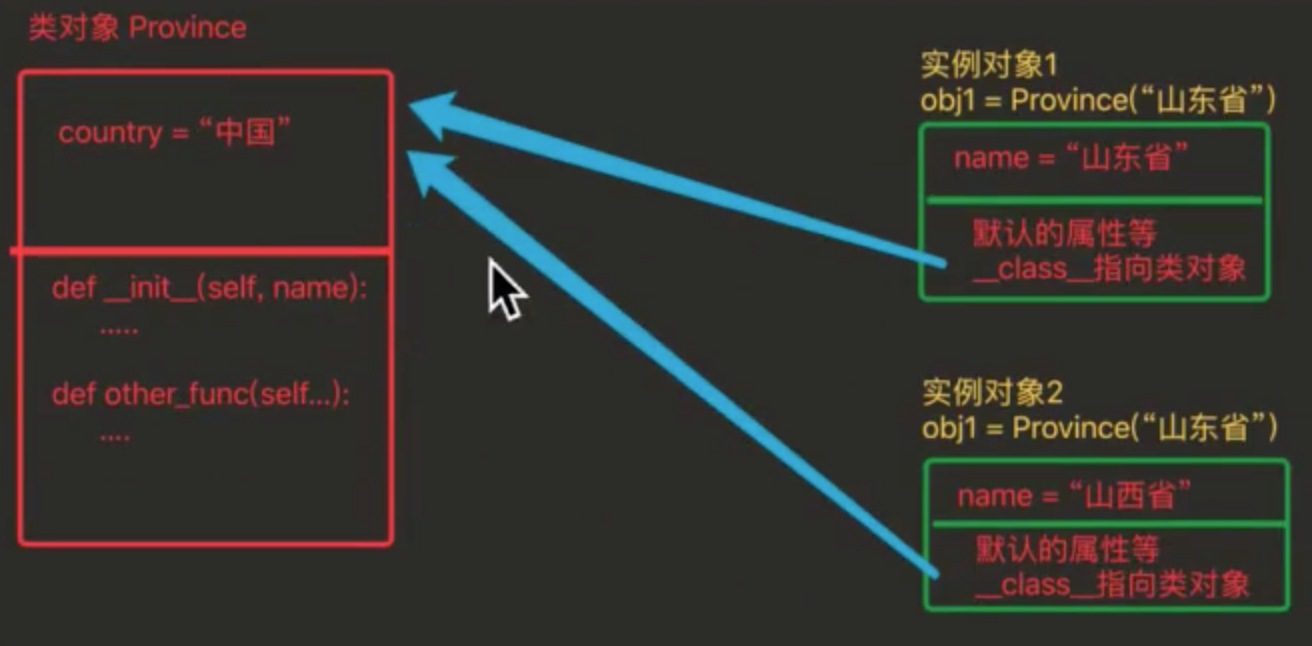 类对象 Province
country = “中国”
def __init__(self, name):
.....
def other_func(self...):
....
实例对象1
obj1 = Province(“山东省”)
name = “山东省”
默认的属性等
__class__指向类对象
实例对象2
obj1 = Province(“山东省”)
name = “山西省”
默认的属性等
__class__指向类对象